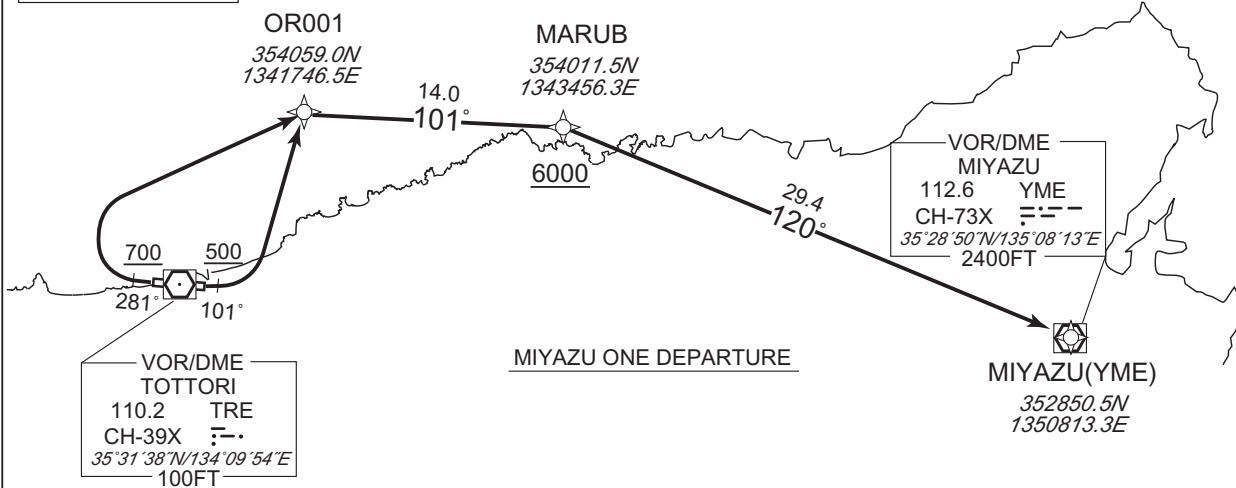 OR001
354059.0N
1341746.5E
MARUB
354011.5N
1343456.3E
14.0
101°
6000
29.4
120°
VOR/DME
MIYAZU
112.6 YME
CH-73X
35°28′50″N/135°08′13″E
2400FT
700
500
281°
101°
VOR/DME
TOTTORI
110.2 TRE
CH-39X
35°31′38″N/134°09′54″E
100FT
MIYAZU ONE DEPARTURE
MIYAZU(YME)
352850.5N
1350813.3E